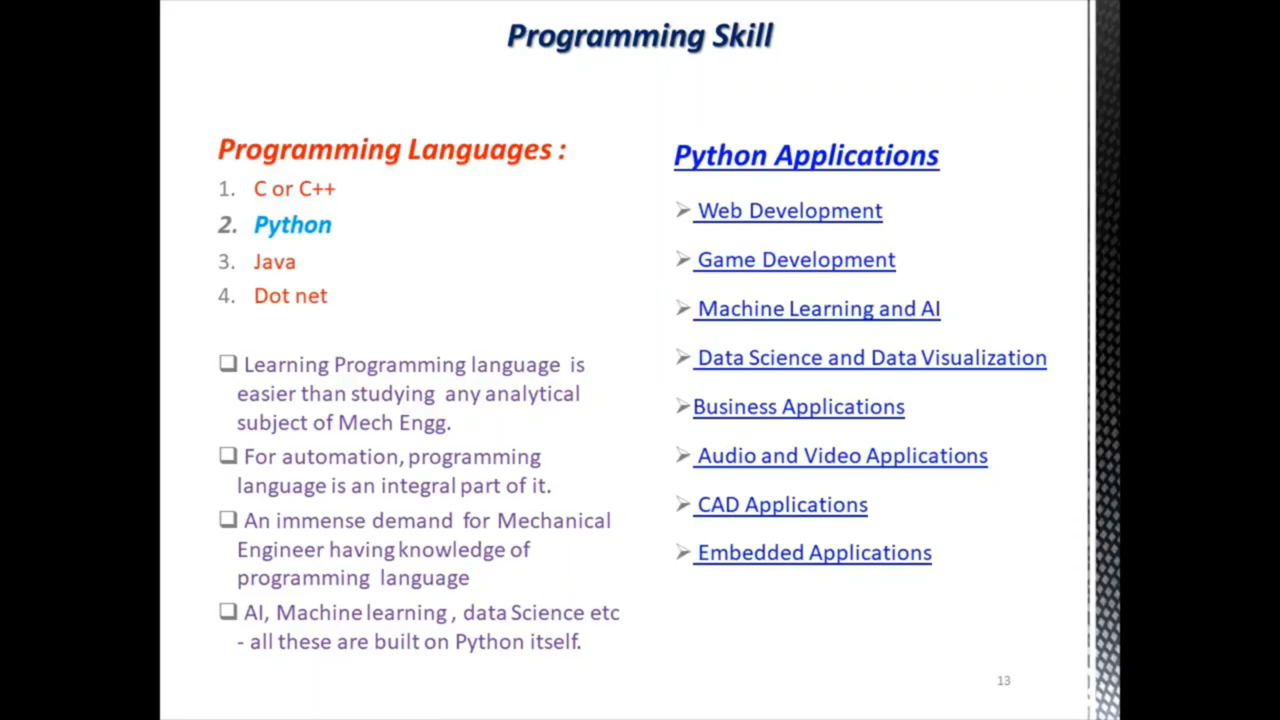 Programming Skill
Programming Languages :
1. C or C++
2. Python
3. Java
4. Dot net
Learning Programming language is
easier than studying any analytical
subject of Mech Engg.
For automation, programming
language is an integral part of it.
An immense demand for Mechanical
Engineer having knowledge of
programming language
AI, Machine learning , data Science etc
- all these are built on Python itself.
Python Applications
Web Development
Game Development
Machine Learning and AI
Data Science and Data Visualization
Business Applications
Audio and Video Applications
CAD Applications
Embedded Applications
13